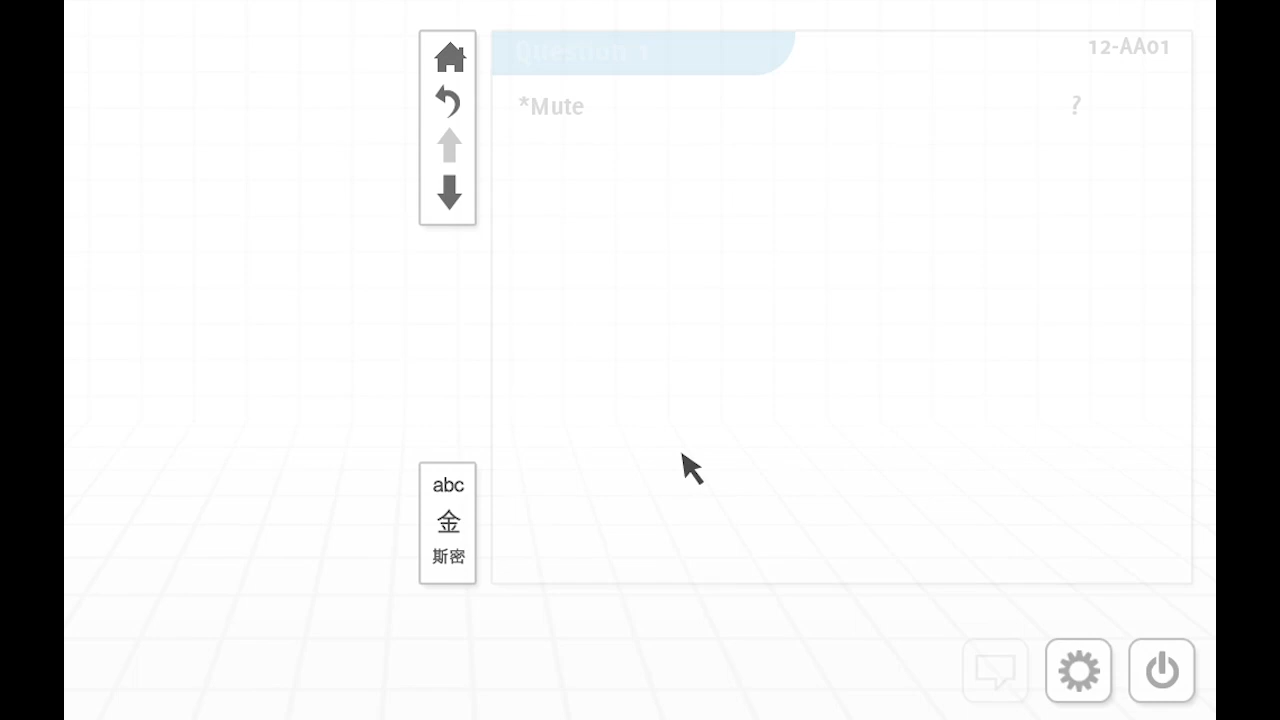 Question 1
12-AA01
*Mute ?
abc
金
斯密